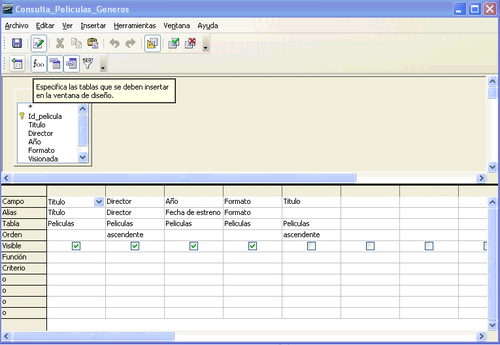 Consulta_Peliculas_Generos
Archivo Editar Ver Insertar Herramientas Ventana Ayuda
f(x)
Especifica las tablas que se deben insertar
en la ventana de diseño.
*
Id_pelicula
Titulo
Director
Año
Formato
Visionada
Campo Titulo Director Año Formato Titulo
Alias Titulo Director Fecha de estreno Formato
Tabla Peliculas Peliculas Peliculas Peliculas Peliculas
Orden ascendente ascendente
Visible
Función
Criterio
o
o
o
o